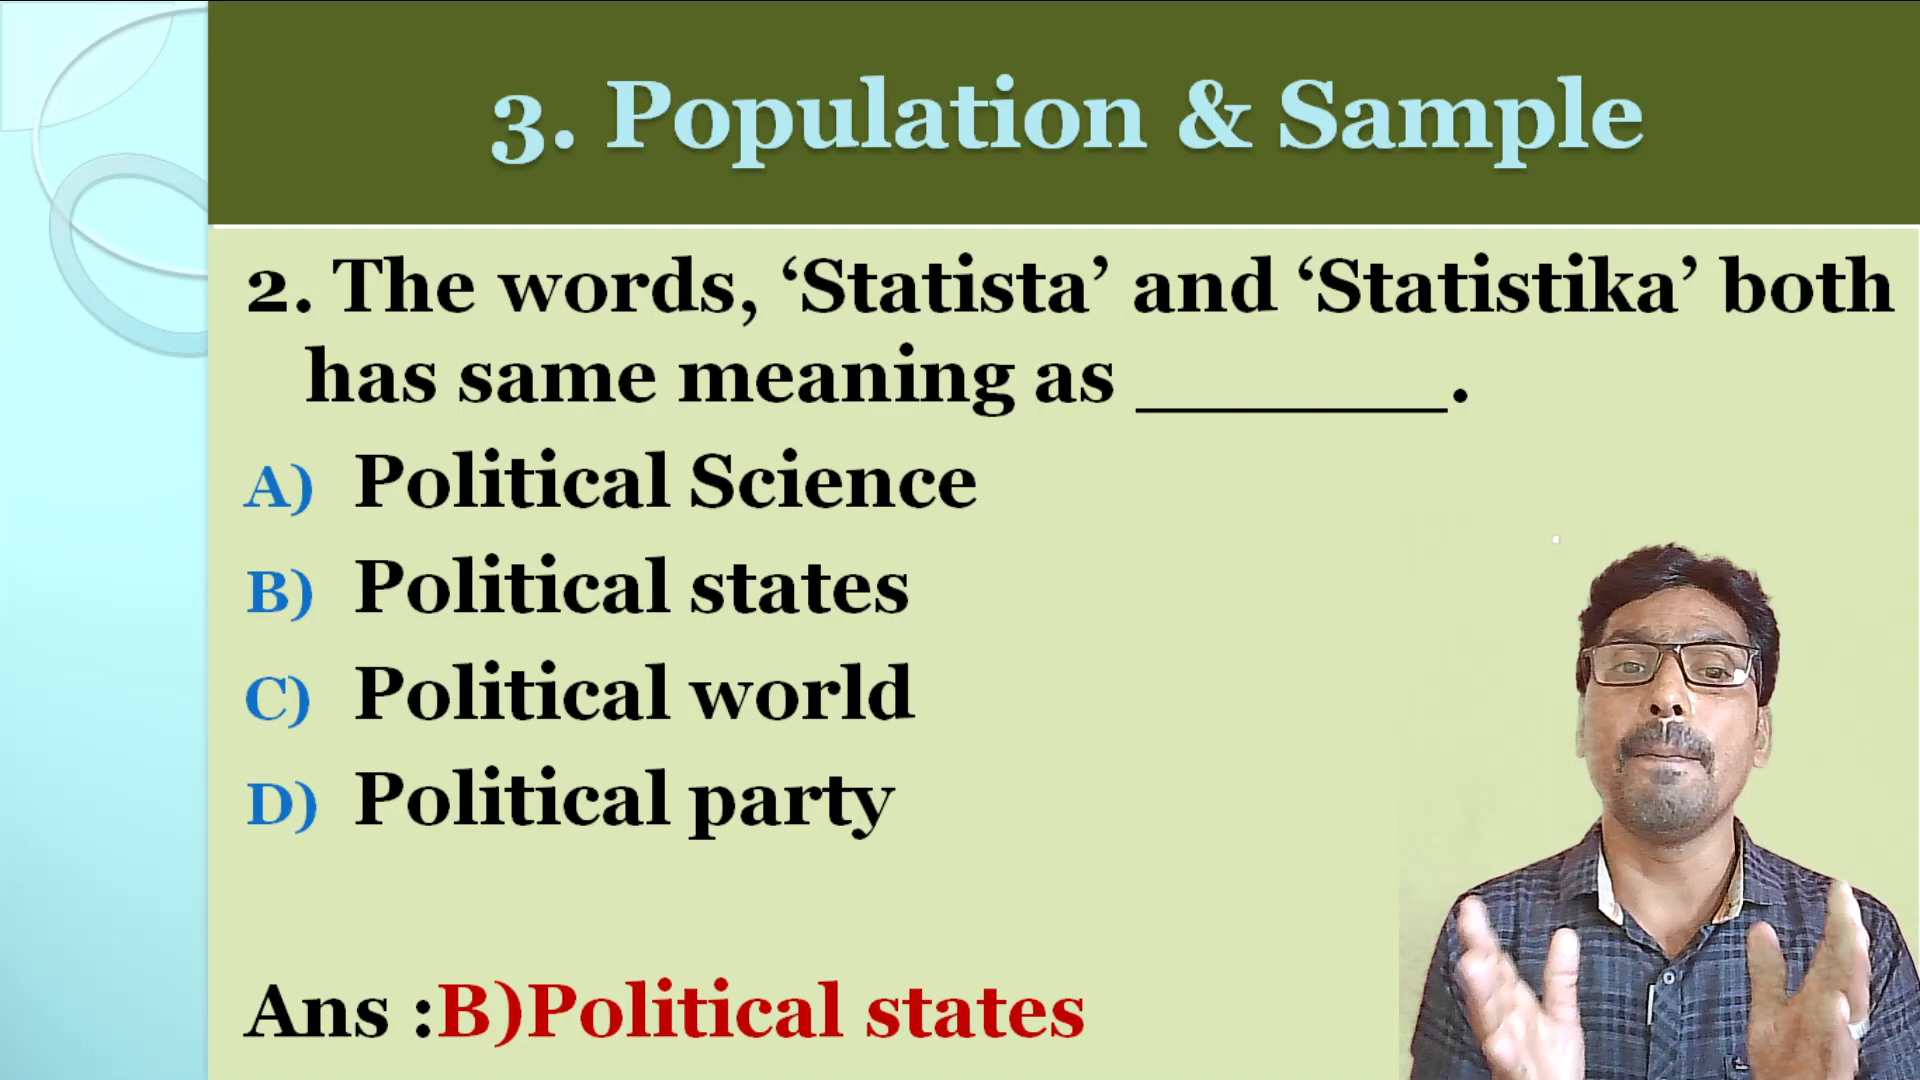 3. Population & Sample
2. The words, ‘Statista’ and ‘Statistika’ both
has same meaning as ________.
A) Political Science
B) Political states
C) Political world
D) Political party
Ans :B)Political states